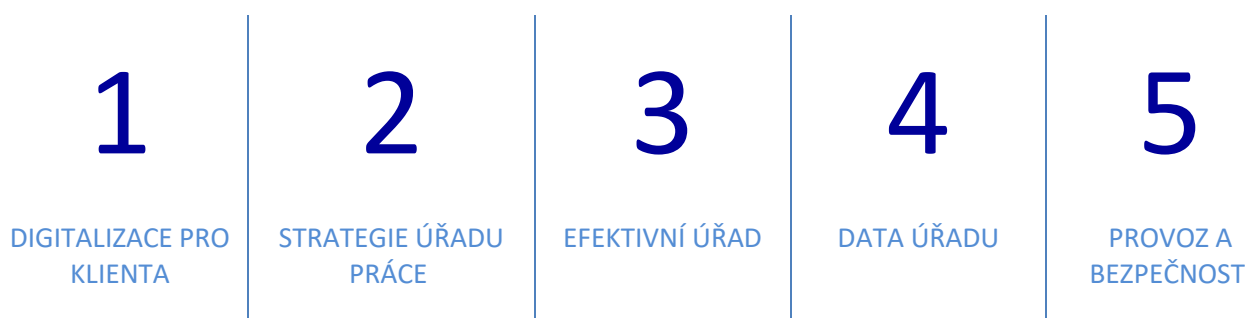 1
DIGITALIZACE PRO
KLIENTA
2
STRATEGIE ÚŘADU
PRÁCE
3
EFEKTIVNÍ ÚŘAD
4
DATA ÚŘADU
5
PROVOZ A
BEZPEČNOST